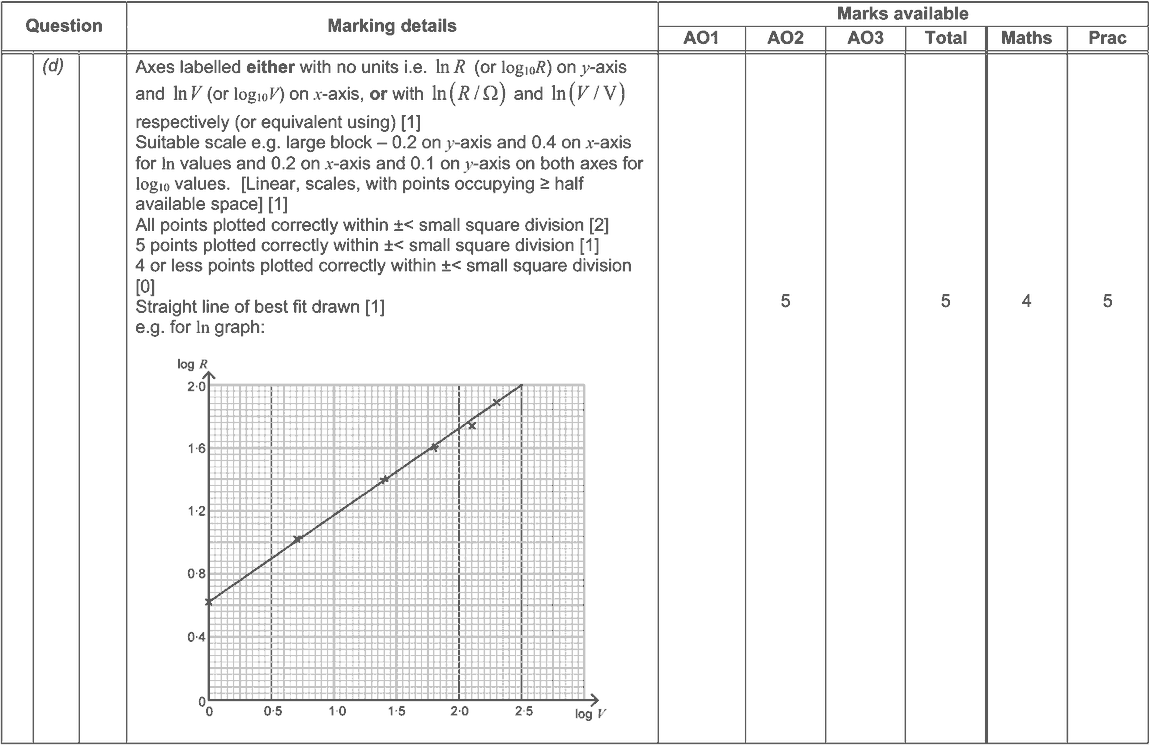 Question
Marking details
Marks available
AO1 AO2 AO3 Total Maths Prac
(d)
Axes labelled either with no units i.e. ln R (or log₁₀R) on y-axis
and ln V (or log₁₀V) on x-axis, or with ln(R / Ω) and ln(V / V)
respectively (or equivalent using) [1]
Suitable scale e.g. large block – 0.2 on y-axis and 0.4 on x-axis
for ln values and 0.2 on x-axis and 0.1 on y-axis on both axes for
log₁₀ values. [Linear, scales, with points occupying ≥ half
available space] [1]
All points plotted correctly within ±< small square division [2]
5 points plotted correctly within ±< small square division [1]
4 or less points plotted correctly within ±< small square division
[0]
Straight line of best fit drawn [1]
e.g. for ln graph:
5 5 4 5
log R
2·0
1·6
1·2
0·8
0·4
0
0 0·5 1·0 1·5 2·0 2·5
log V